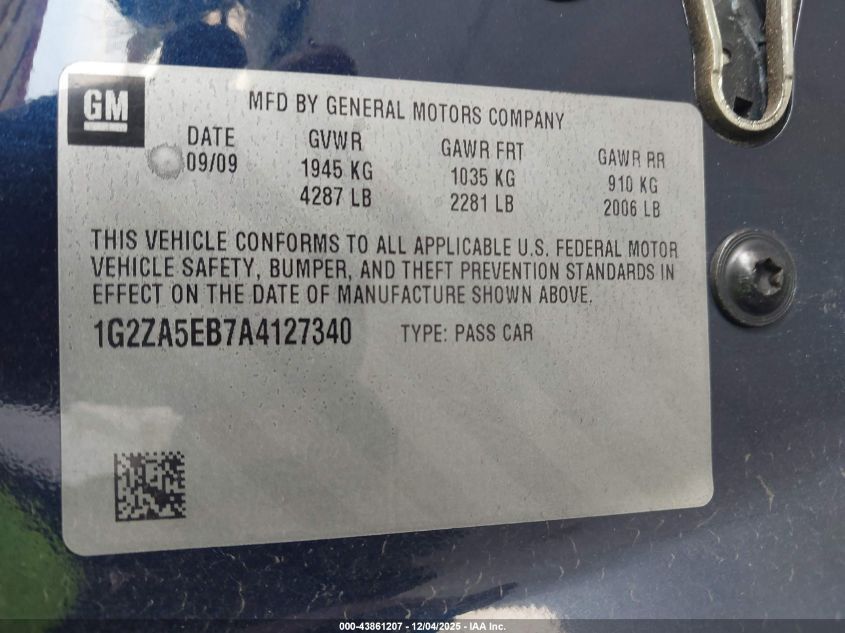 GM
MFD BY GENERAL MOTORS COMPANY
DATE GVWR GAWR FRT GAWR RR
09/09 1945 KG 1035 KG 910 KG
4287 LB 2281 LB 2006 LB
THIS VEHICLE CONFORMS TO ALL APPLICABLE U.S. FEDERAL MOTOR
VEHICLE SAFETY, BUMPER, AND THEFT PREVENTION STANDARDS IN
EFFECT ON THE DATE OF MANUFACTURE SHOWN ABOVE.
1G2ZA5EB7A4127340 TYPE: PASS CAR
000-43861207 - 12/04/2025 - IAA Inc.